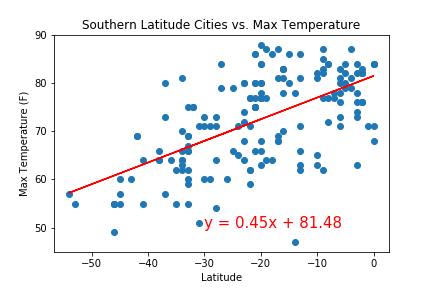 Southern Latitude Cities vs. Max Temperature
Max Temperature (F)
90
80
70
60
50
y = 0.45x + 81.48
−50 −40 −30 −20 −10 0
Latitude